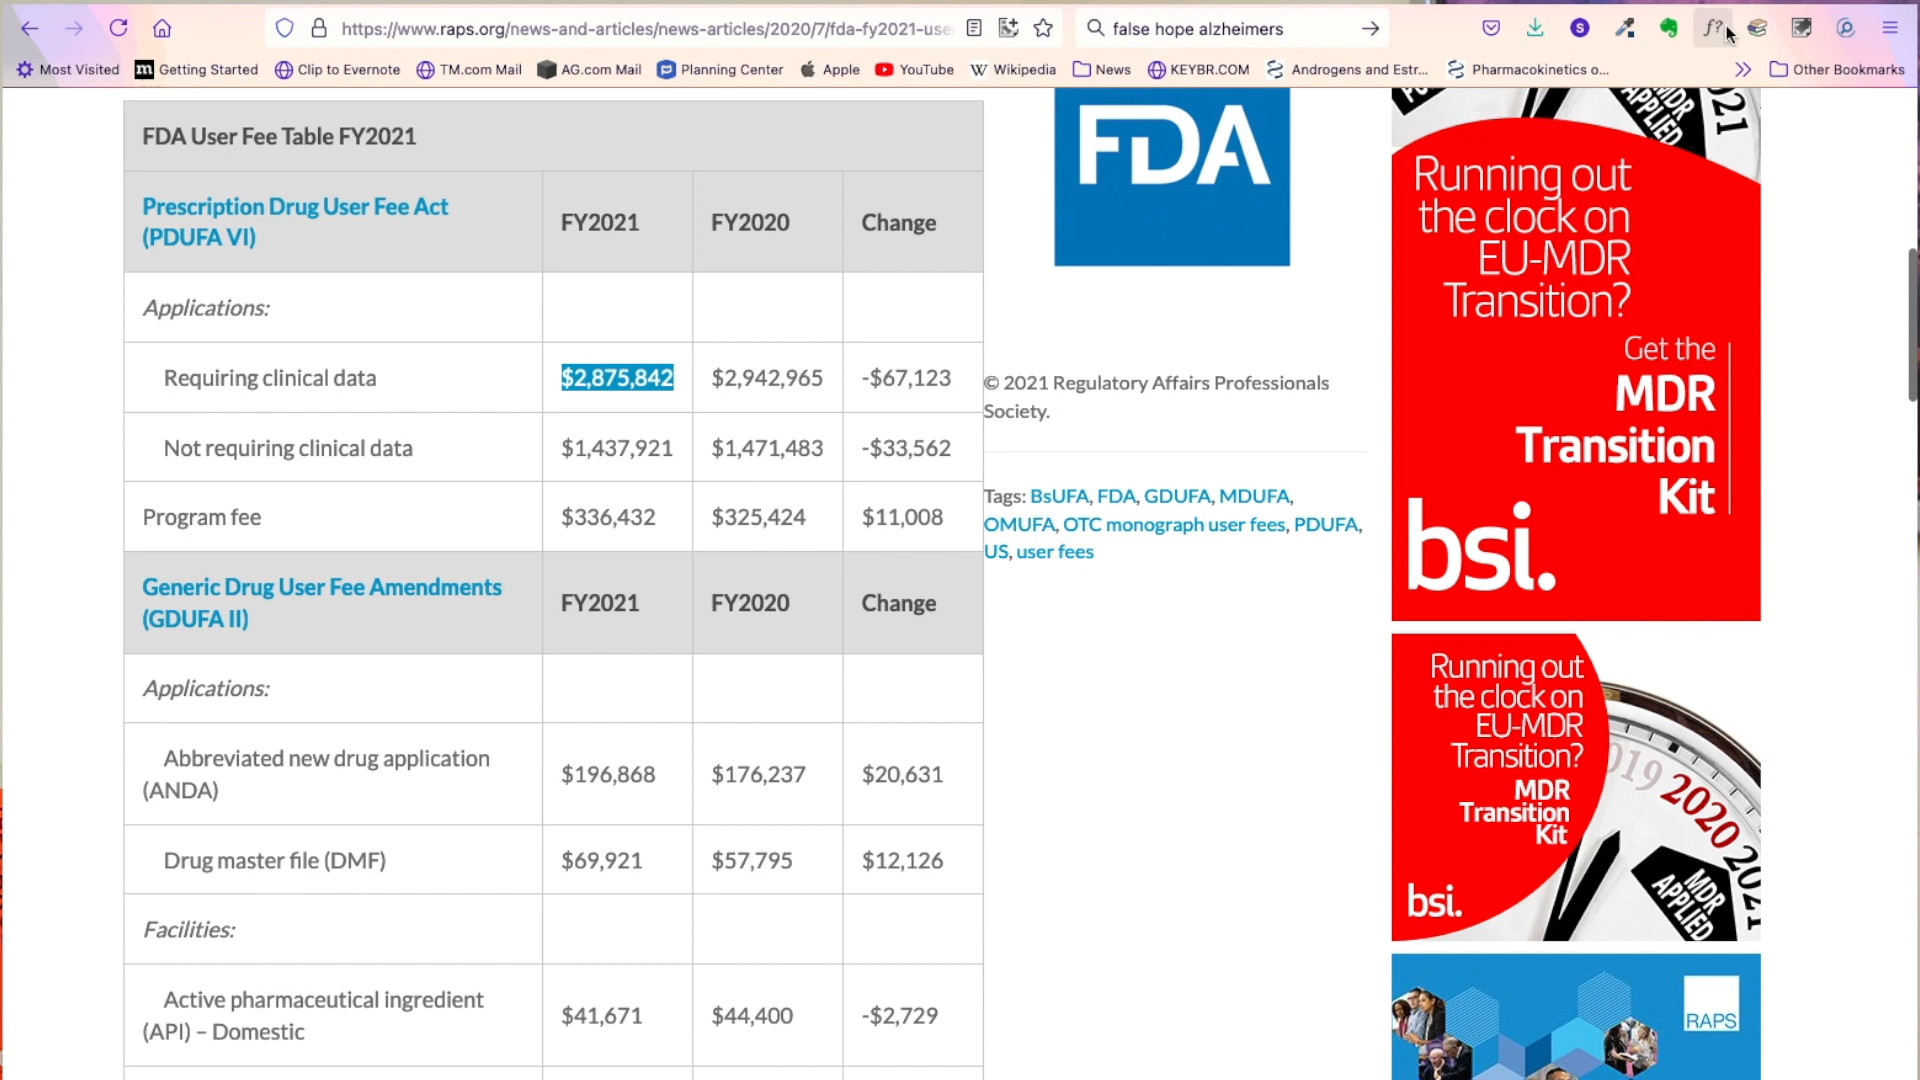 https://www.raps.org/news-and-articles/news-articles/2020/7/fda-fy2021-use
false hope alzheimers
S
f?
Most Visited
m Getting Started
Clip to Evernote
TM.com Mail
AG.com Mail
Planning Center
Apple
YouTube
W Wikipedia
News
KEYBR.COM
Androgens and Estr...
Pharmacokinetics o...
Other Bookmarks
FDA User Fee Table FY2021
Prescription Drug User Fee Act
(PDUFA VI)
FY2021
FY2020
Change
Applications:
Requiring clinical data
$2,875,842
$2,942,965
-$67,123
Not requiring clinical data
$1,437,921
$1,471,483
-$33,562
Program fee
$336,432
$325,424
$11,008
Generic Drug User Fee Amendments
(GDUFA II)
FY2021
FY2020
Change
Applications:
Abbreviated new drug application
(ANDA)
$196,868
$176,237
$20,631
Drug master file (DMF)
$69,921
$57,795
$12,126
Facilities:
Active pharmaceutical ingredient
(API) – Domestic
$41,671
$44,400
-$2,729
FDA
© 2021 Regulatory Affairs Professionals
Society.
Tags: BsUFA, FDA, GDUFA, MDUFA,
OMUFA, OTC monograph user fees, PDUFA,
US, user fees
MDR
APPLIED
021
Running out
the clock on
EU-MDR
Transition?
Get the
MDR
Transition
Kit
bsi.
Running out
the clock on
EU-MDR
Transition?
MDR
Transition
Kit
bsi.
019
2020
202
MDR
APPLIED
RAPS